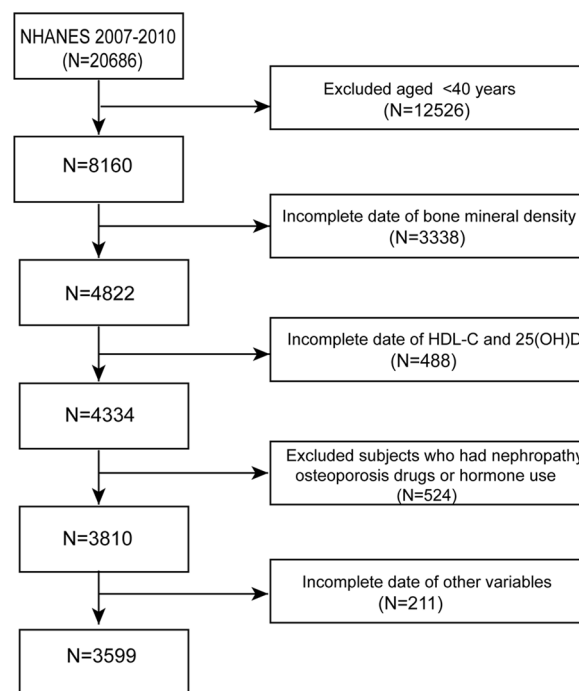 NHANES 2007-2010
(N=20686)
Excluded aged <40 years
(N=12526)
N=8160
Incomplete date of bone mineral density
(N=3338)
N=4822
Incomplete date of HDL-C and 25(OH)D
(N=488)
N=4334
Excluded subjects who had nephropathy
osteoporosis drugs or hormone use
(N=524)
N=3810
Incomplete date of other variables
(N=211)
N=3599